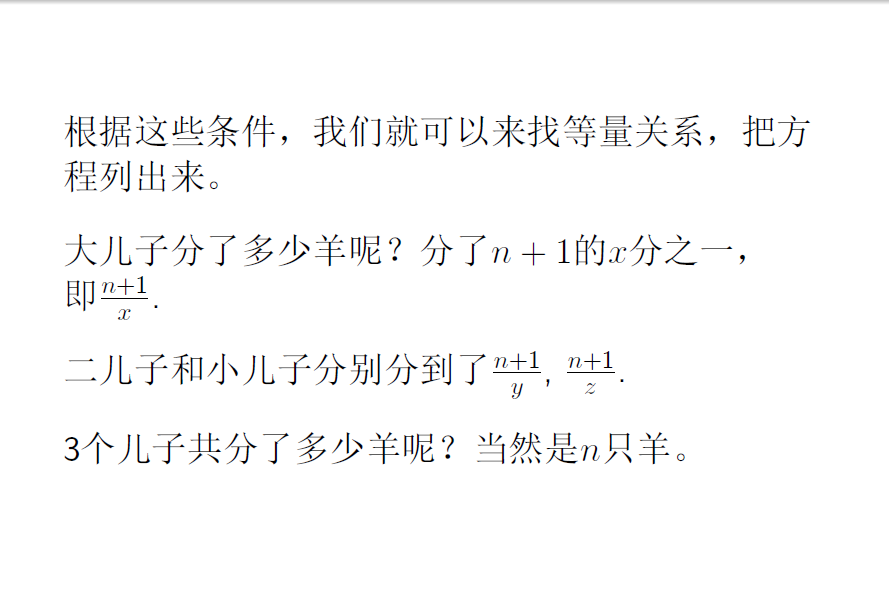 根据这些条件，我们就可以来找等量关系，把方
程列出来。
大儿子分了多少羊呢？分了n + 1的x分之一，
即\frac{n+1}{x}.
二儿子和小儿子分别分到了\frac{n+1}{y}, \frac{n+1}{z}.
3个儿子共分了多少羊呢？当然是n只羊。